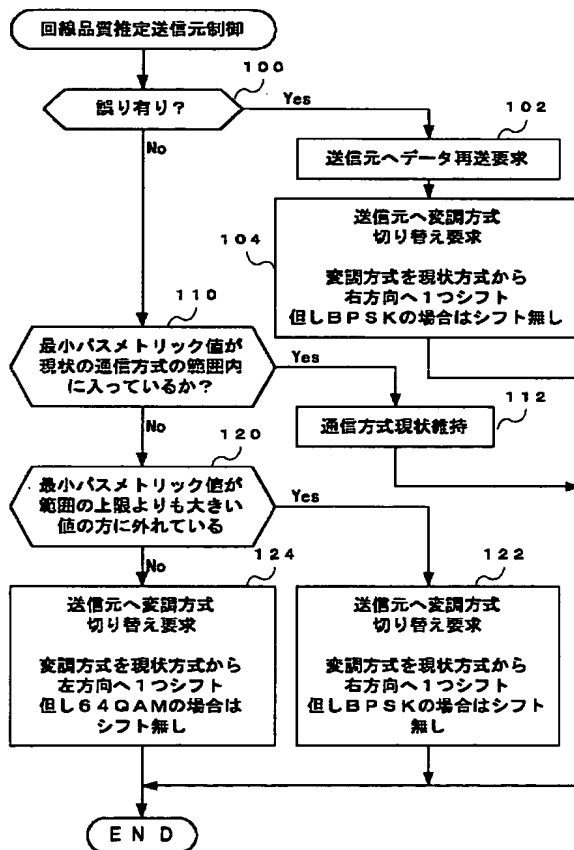 回線品質推定送信元制御
100
誤り有り?
Yes
No
102
送信元へデータ再送要求
104
送信元へ変調方式
切り替え要求
変調方式を現状方式から
右方向へ1つシフト
但しBPSKの場合はシフト無し
110
最小パスメトリック値が
現状の通信方式の範囲内
に入っているか?
Yes
No
112
通信方式現状維持
120
最小パスメトリック値が
範囲の上限よりも大きい
値の方に外れている
Yes
No
124
送信元へ変調方式
切り替え要求
変調方式を現状方式から
左方向へ1つシフト
但し64QAMの場合は
シフト無し
122
送信元へ変調方式
切り替え要求
変調方式を現状方式から
右方向へ1つシフト
但しBPSKの場合はシフト
無し
END